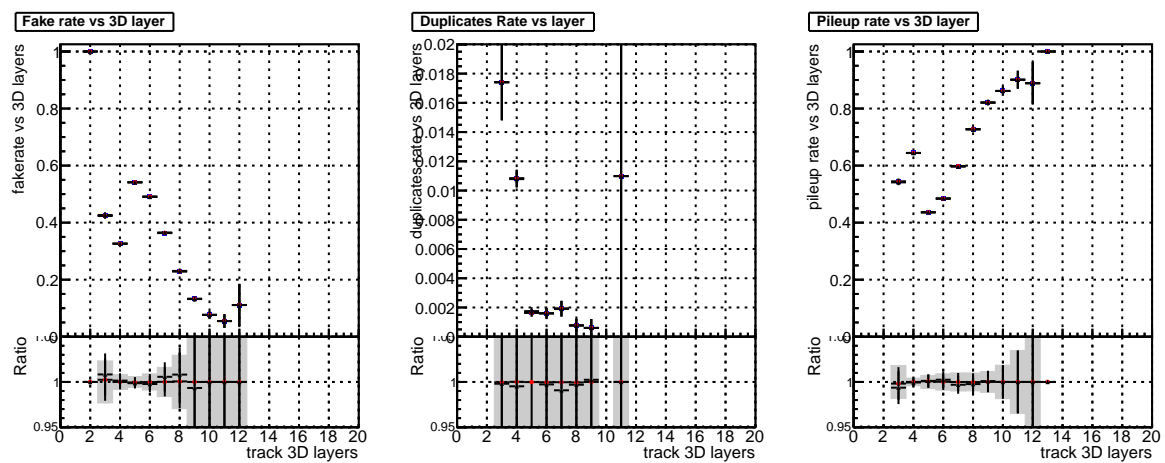 Fake rate vs 3D layer
fakerate vs 3D layers
1
0.8
0.6
0.4
0.2
0
Ratio
1
0.95
0 2 4 6 8 10 12 14 16 18 20
track 3D layers
Duplicates Rate vs layer
duplicates rate vs 3D layers
0.02
0.018
0.016
0.014
0.012
0.01
0.008
0.006
0.004
0.002
0
Ratio
1
0.95
0 2 4 6 8 10 12 14 16 18 20
track 3D layers
Pileup rate vs 3D layer
pileup rate vs 3D layers
1
0.8
0.6
0.4
0.2
0
Ratio
1
0.95
0 2 4 6 8 10 12 14 16 18 20
track 3D layers